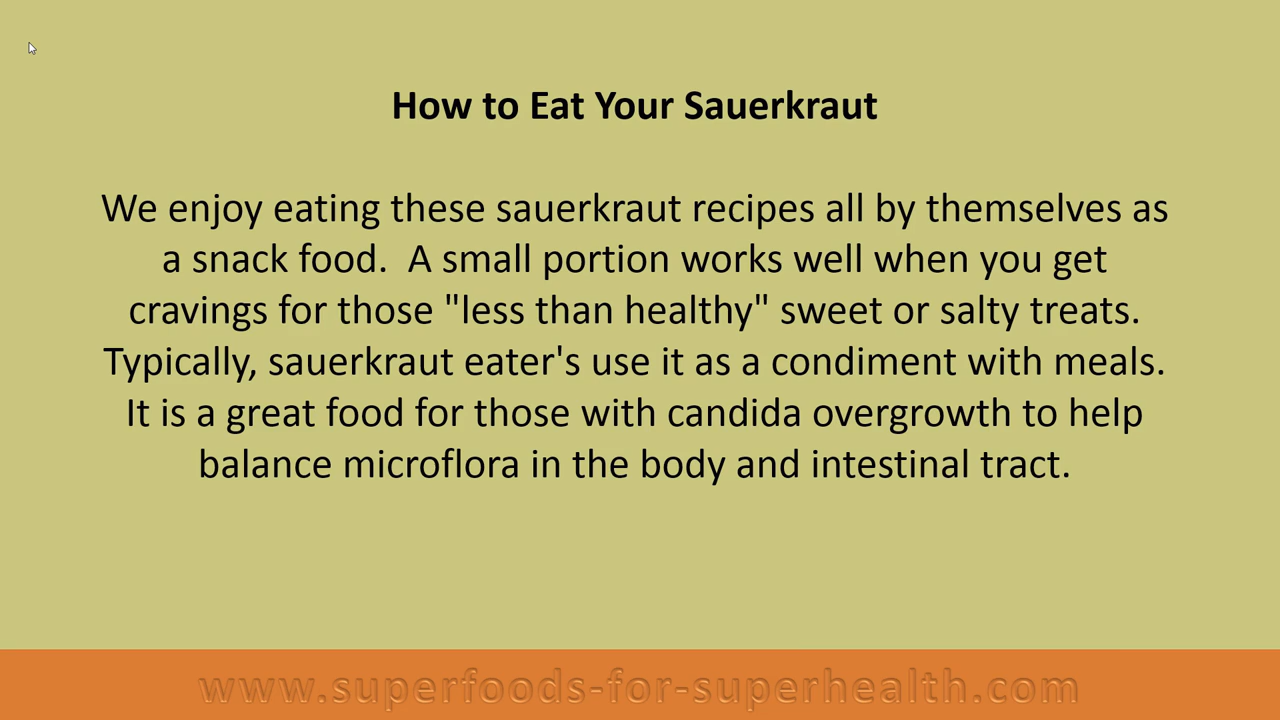 How to Eat Your Sauerkraut
We enjoy eating these sauerkraut recipes all by themselves as
a snack food.  A small portion works well when you get
cravings for those "less than healthy" sweet or salty treats.
Typically, sauerkraut eater's use it as a condiment with meals.
It is a great food for those with candida overgrowth to help
balance microflora in the body and intestinal tract.
www.superfoods-for-superhealth.com